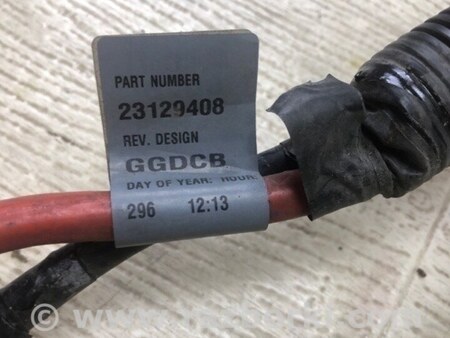 PART NUMBER
23129408
REV. DESIGN
GGDCB
DAY OF YEAR: HOUR
296 12:13
©